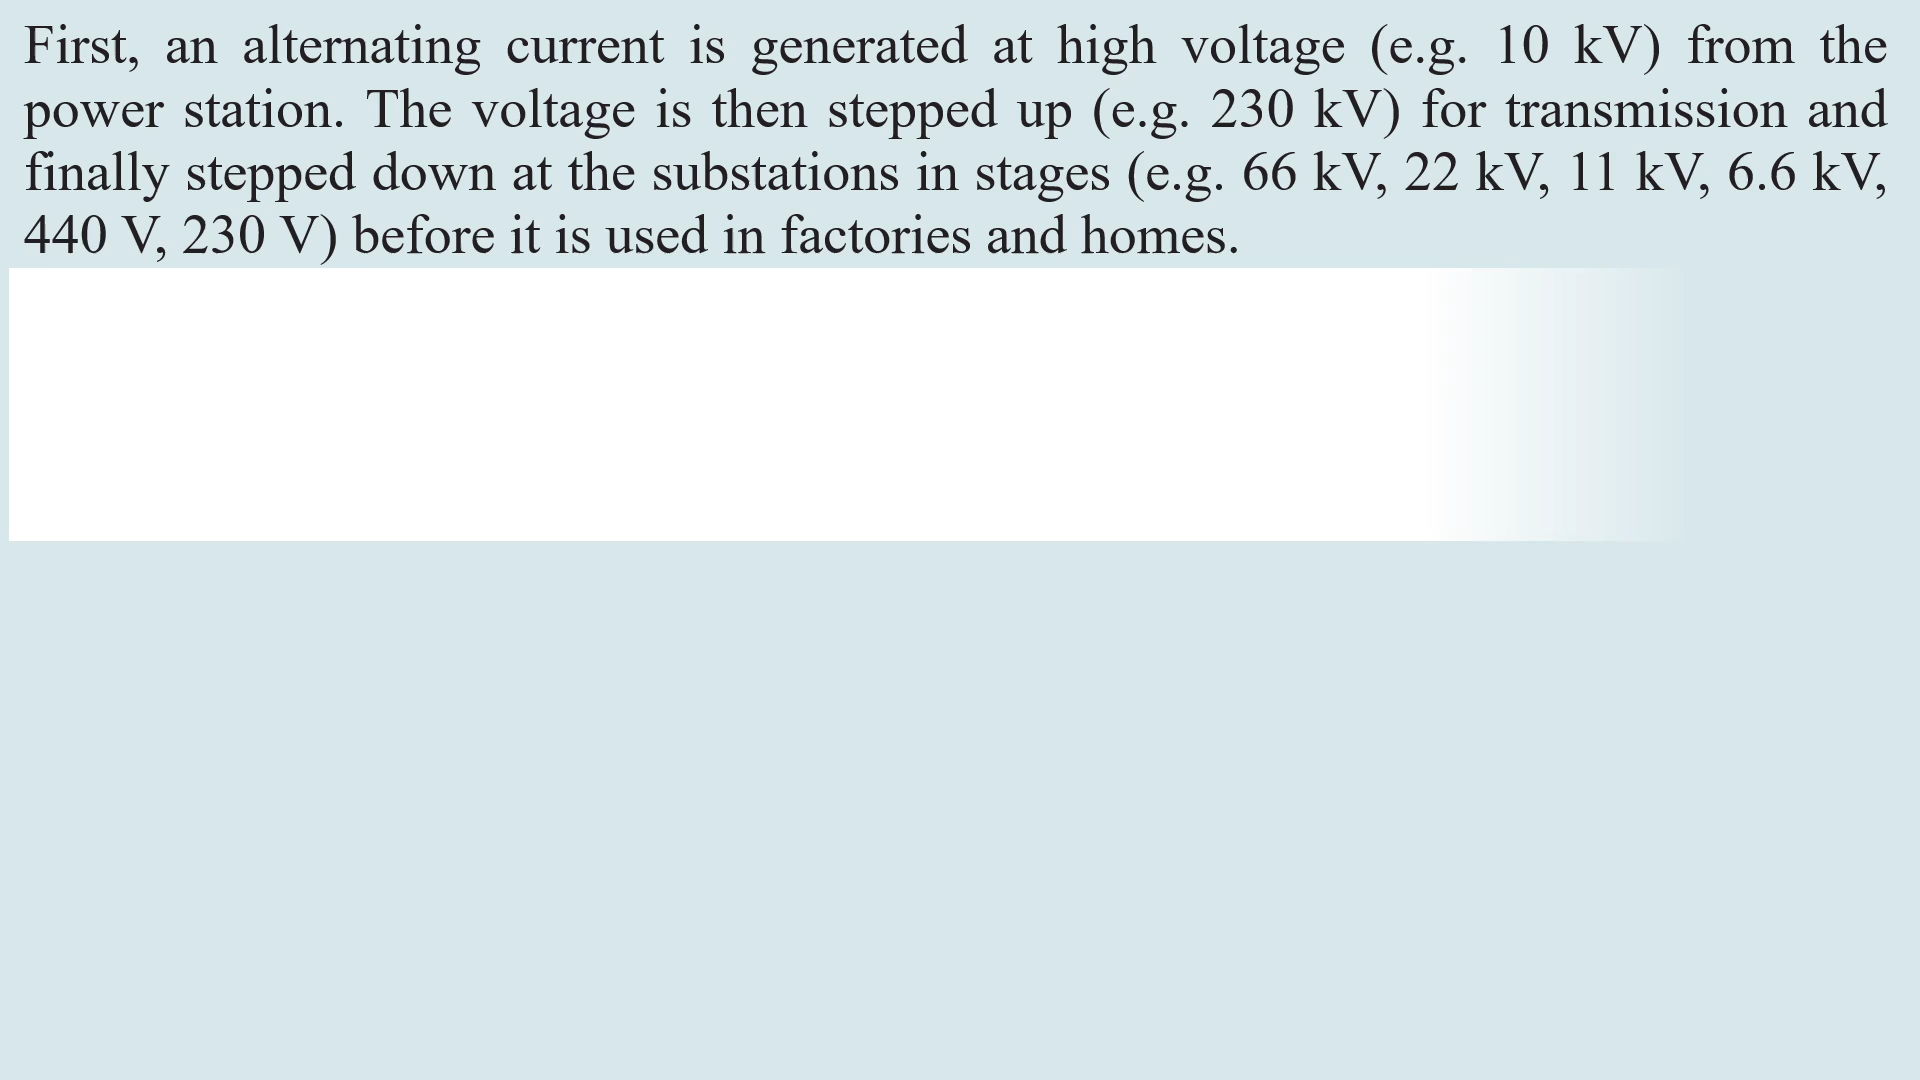 First, an alternating current is generated at high voltage (e.g. 10 kV) from the
power station. The voltage is then stepped up (e.g. 230 kV) for transmission and
finally stepped down at the substations in stages (e.g. 66 kV, 22 kV, 11 kV, 6.6 kV,
440 V, 230 V) before it is used in factories and homes.